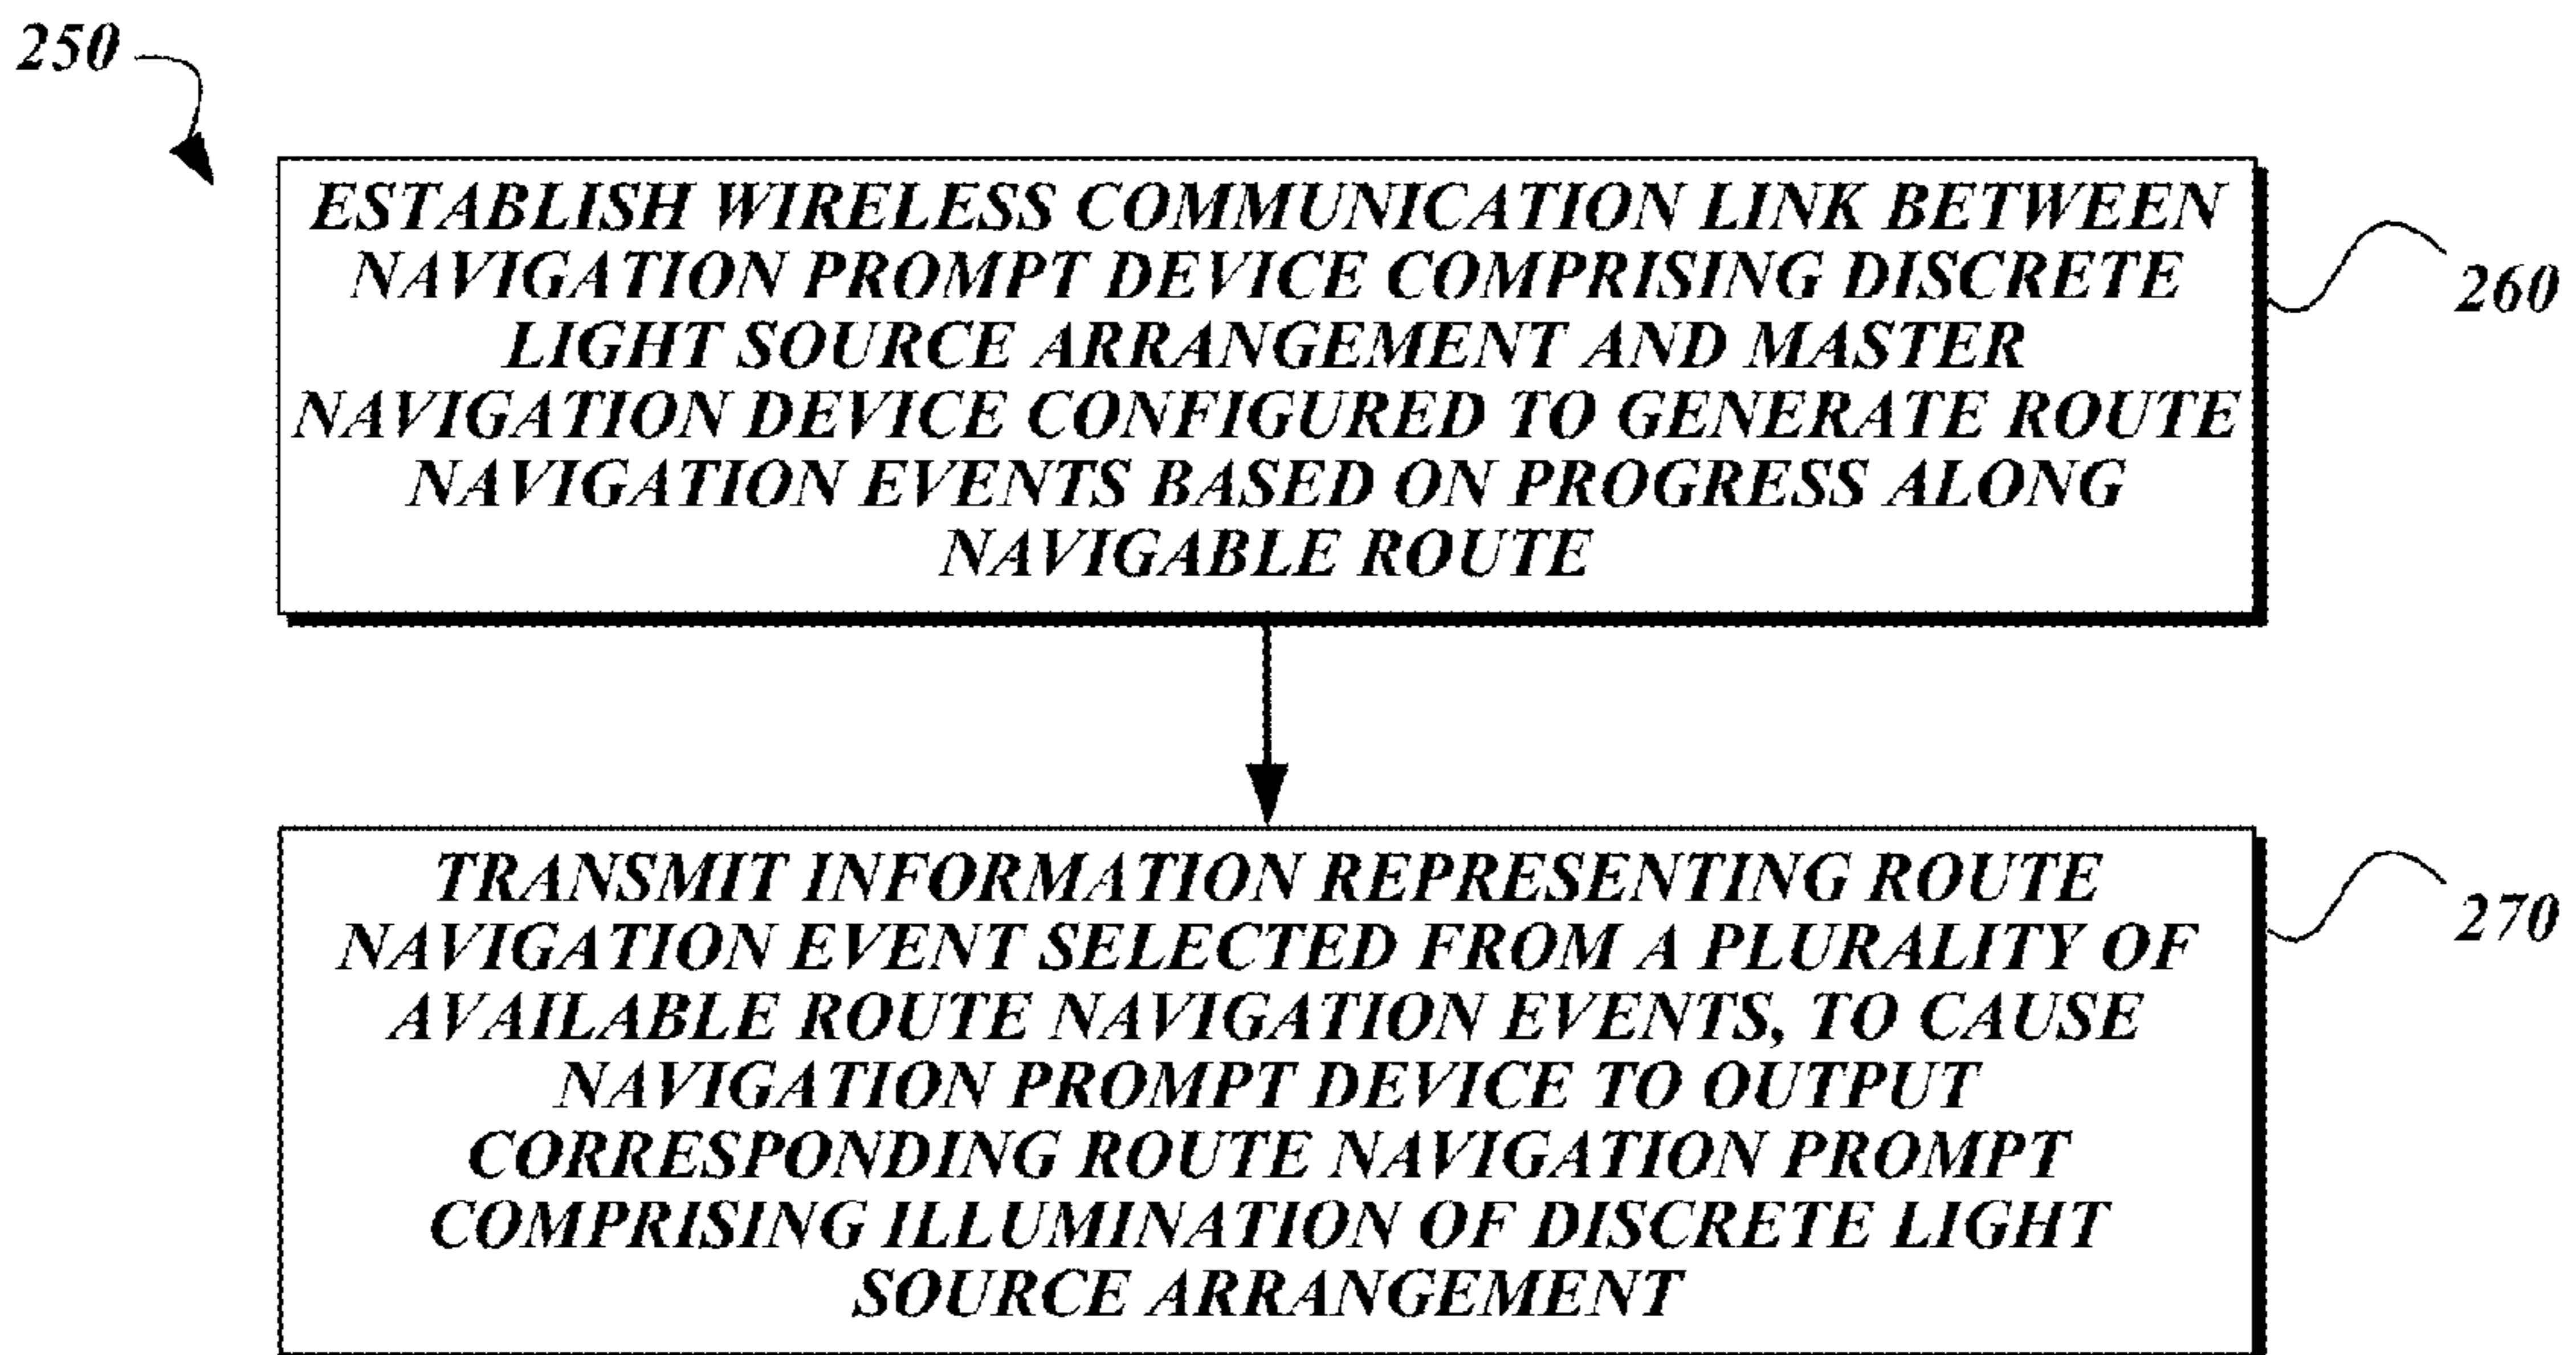 250
ESTABLISH WIRELESS COMMUNICATION LINK BETWEEN
NAVIGATION PROMPT DEVICE COMPRISING DISCRETE
LIGHT SOURCE ARRANGEMENT AND MASTER
NAVIGATION DEVICE CONFIGURED TO GENERATE ROUTE
NAVIGATION EVENTS BASED ON PROGRESS ALONG
NAVIGABLE ROUTE
260
TRANSMIT INFORMATION REPRESENTING ROUTE
NAVIGATION EVENT SELECTED FROM A PLURALITY OF
AVAILABLE ROUTE NAVIGATION EVENTS, TO CAUSE
NAVIGATION PROMPT DEVICE TO OUTPUT
CORRESPONDING ROUTE NAVIGATION PROMPT
COMPRISING ILLUMINATION OF DISCRETE LIGHT
SOURCE ARRANGEMENT
270